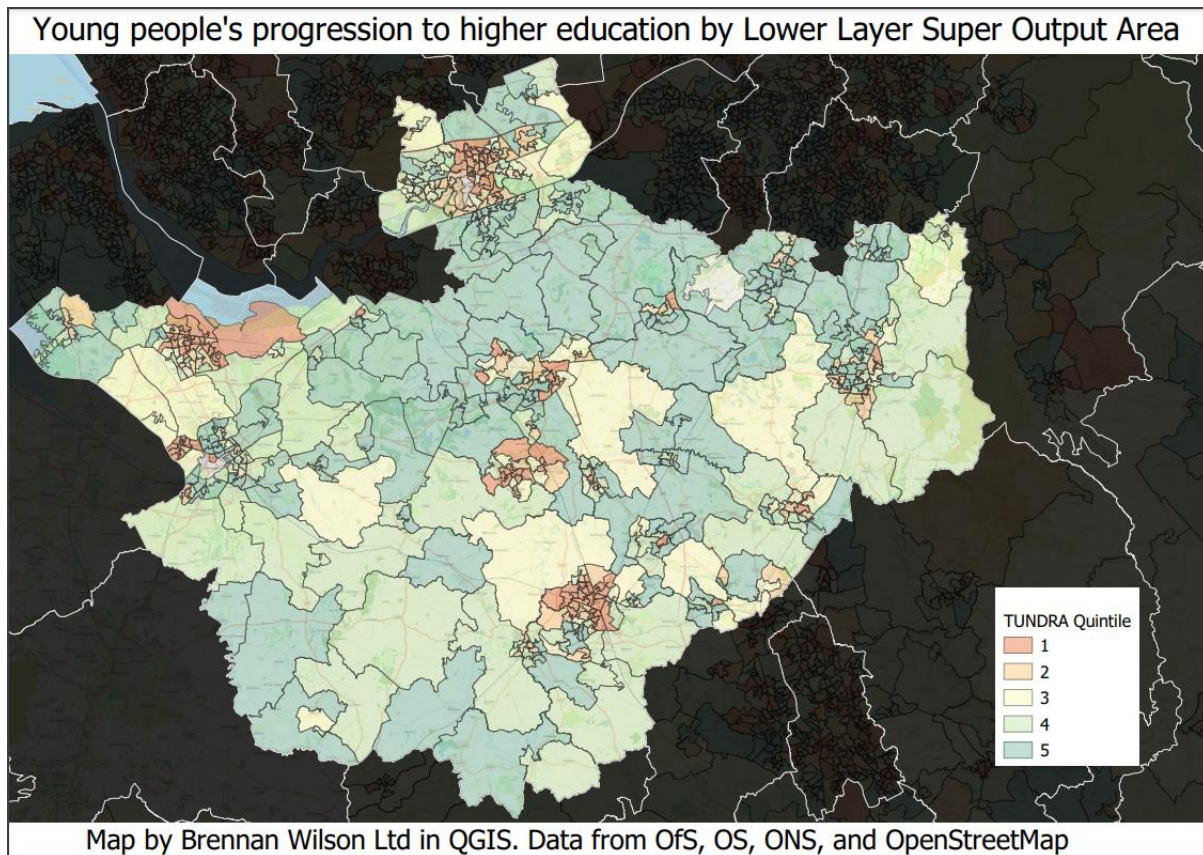 Young people's progression to higher education by Lower Layer Super Output Area
TUNDRA Quintile
1
2
3
4
5
Map by Brennan Wilson Ltd in QGIS. Data from OfS, OS, ONS, and OpenStreetMap